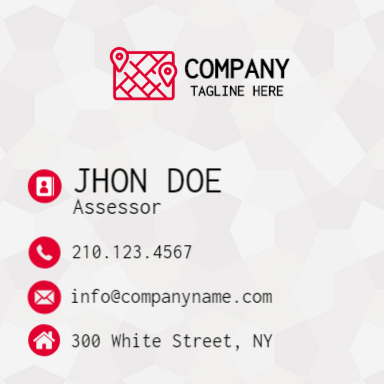 COMPANY
TAGLINE HERE
JHON DOE
Assessor
210.123.4567
info@companyname.com
300 White Street, NY